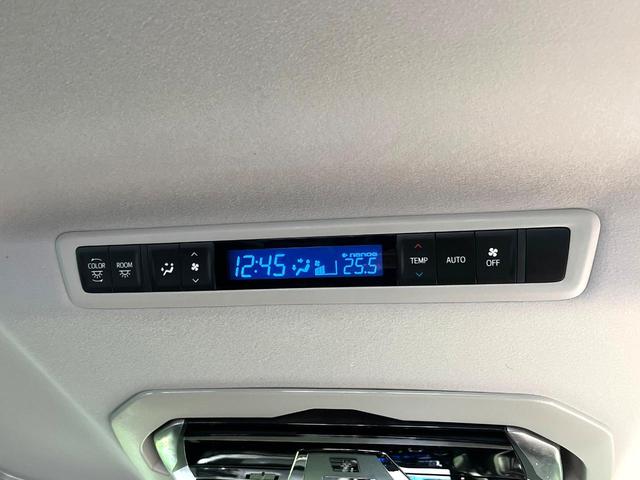 COLOR
ROOM
12:45
nanoe
25.5
TEMP
AUTO
OFF